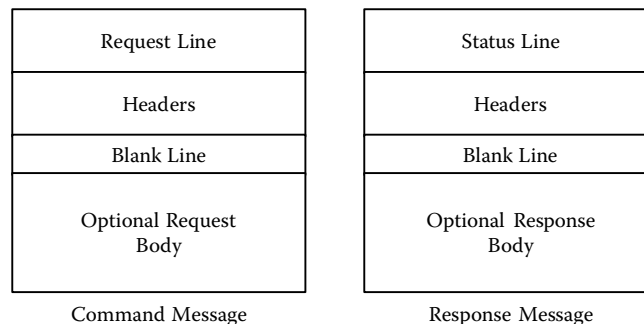 Request Line
Headers
Blank Line
Optional Request
Body
Command Message
Status Line
Headers
Blank Line
Optional Response
Body
Response Message